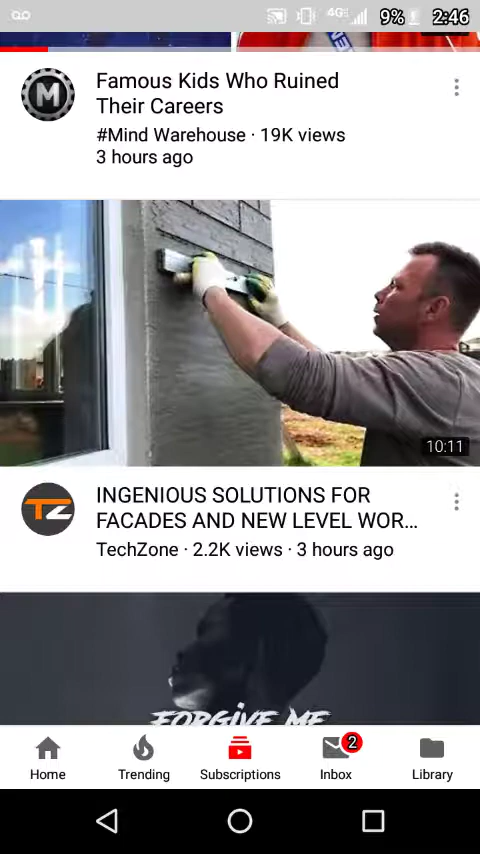 4G 9% 2:46
NEW
M
Famous Kids Who Ruined
Their Careers
#Mind Warehouse · 19K views
3 hours ago
10:11
TZ
INGENIOUS SOLUTIONS FOR
FACADES AND NEW LEVEL WOR...
TechZone · 2.2K views · 3 hours ago
FORGIVE ME
Home
Trending
Subscriptions
2
Inbox
Library